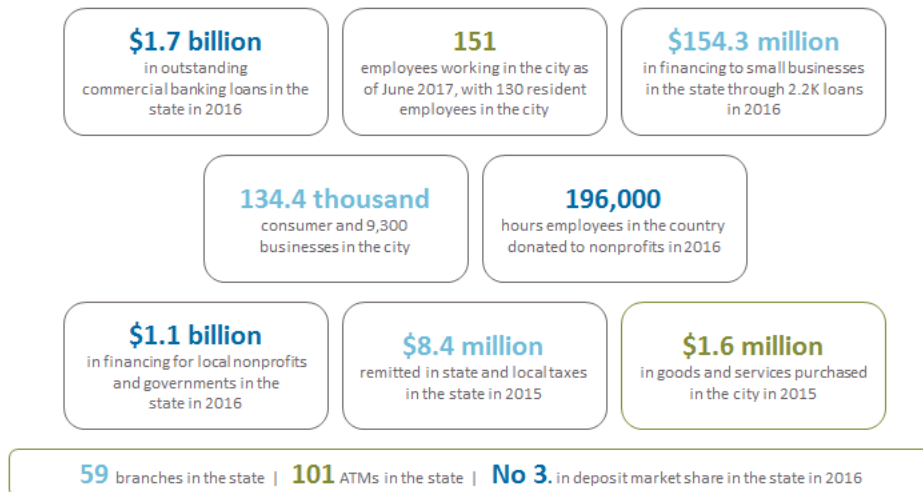 $1.7 billion
in outstanding
commercial banking loans in the
state in 2016
151
employees working in the city as
of June 2017, with 130 resident
employees in the city
$154.3 million
in financing to small businesses
in the state through 2.2K loans
in 2016
134.4 thousand
consumer and 9,300
businesses in the city
196,000
hours employees in the country
donated to nonprofits in 2016
$1.1 billion
in financing for local nonprofits
and governments in the
state in 2016
$8.4 million
remitted in state and local taxes
in the state in 2015
$1.6 million
in goods and services purchased
in the city in 2015
59 branches in the state | 101 ATMs in the state | No 3. in deposit market share in the state in 2016